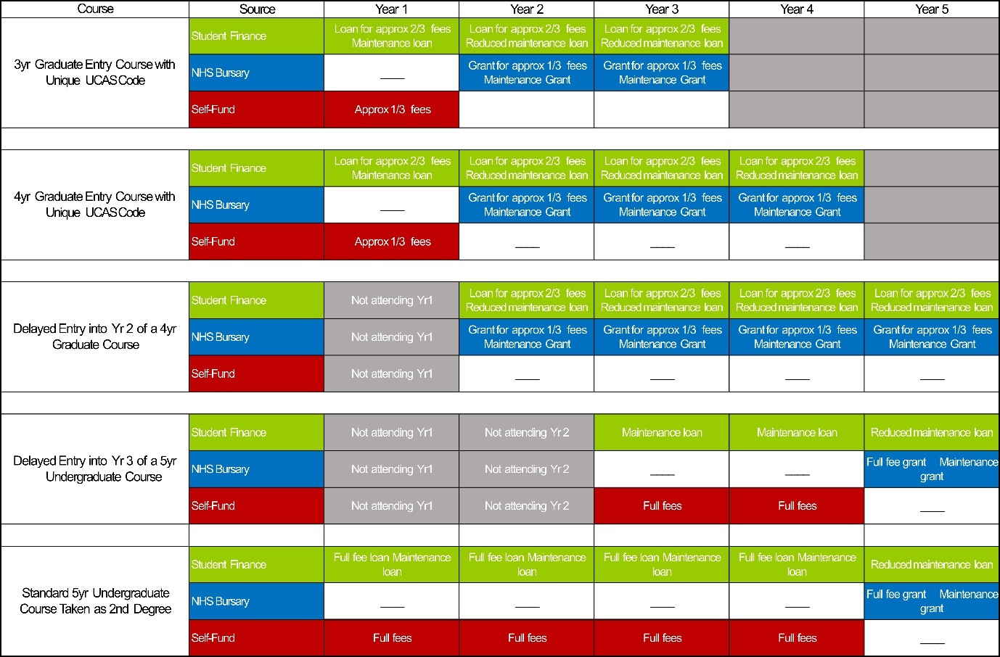 Course Source Year 1 Year 2 Year 3 Year 4 Year 5
3yr Graduate Entry Course with
Unique UCAS Code
Student Finance
Loan for approx 2/3 fees
Maintenance loan
Loan for approx 2/3 fees
Reduced maintenance loan
Loan for approx 2/3 fees
Reduced maintenance loan
NHS Bursary
____
Grant for approx 1/3 fees
Maintenance Grant
Grant for approx 1/3 fees
Maintenance Grant
Self-Fund
Approx 1/3 fees
4yr Graduate Entry Course with
Unique UCAS Code
Student Finance
Loan for approx 2/3 fees
Maintenance loan
Loan for approx 2/3 fees
Reduced maintenance loan
Loan for approx 2/3 fees
Reduced maintenance loan
Loan for approx 2/3 fees
Reduced maintenance loan
NHS Bursary
____
Grant for approx 1/3 fees
Maintenance Grant
Grant for approx 1/3 fees
Maintenance Grant
Grant for approx 1/3 fees
Maintenance Grant
Self-Fund
Approx 1/3 fees
____
____
____
Delayed Entry into Yr 2 of a 4yr
Graduate Course
Student Finance
Not attending Yr1
Loan for approx 2/3 fees
Reduced maintenance loan
Loan for approx 2/3 fees
Reduced maintenance loan
Loan for approx 2/3 fees
Reduced maintenance loan
Loan for approx 2/3 fees
Reduced maintenance loan
NHS Bursary
Not attending Yr1
Grant for approx 1/3 fees
Maintenance Grant
Grant for approx 1/3 fees
Maintenance Grant
Grant for approx 1/3 fees
Maintenance Grant
Grant for approx 1/3 fees
Maintenance Grant
Self-Fund
Not attending Yr1
____
____
____
____
Delayed Entry into Yr 3 of a 5yr
Undergraduate Course
Student Finance
Not attending Yr1
Not attending Yr 2
Maintenance loan
Maintenance loan
Reduced maintenance loan
NHS Bursary
Not attending Yr1
Not attending Yr 2
____
____
Full fee grant Maintenance
grant
Self-Fund
Not attending Yr1
Not attending Yr 2
Full fees
Full fees
____
Standard 5yr Undergraduate
Course Taken as 2nd Degree
Student Finance
Full fee loan Maintenance
loan
Full fee loan Maintenance
loan
Full fee loan Maintenance
loan
Full fee loan Maintenance
loan
Reduced maintenance loan
NHS Bursary
____
____
____
____
Full fee grant Maintenance
grant
Self-Fund
Full fees
Full fees
Full fees
Full fees
____